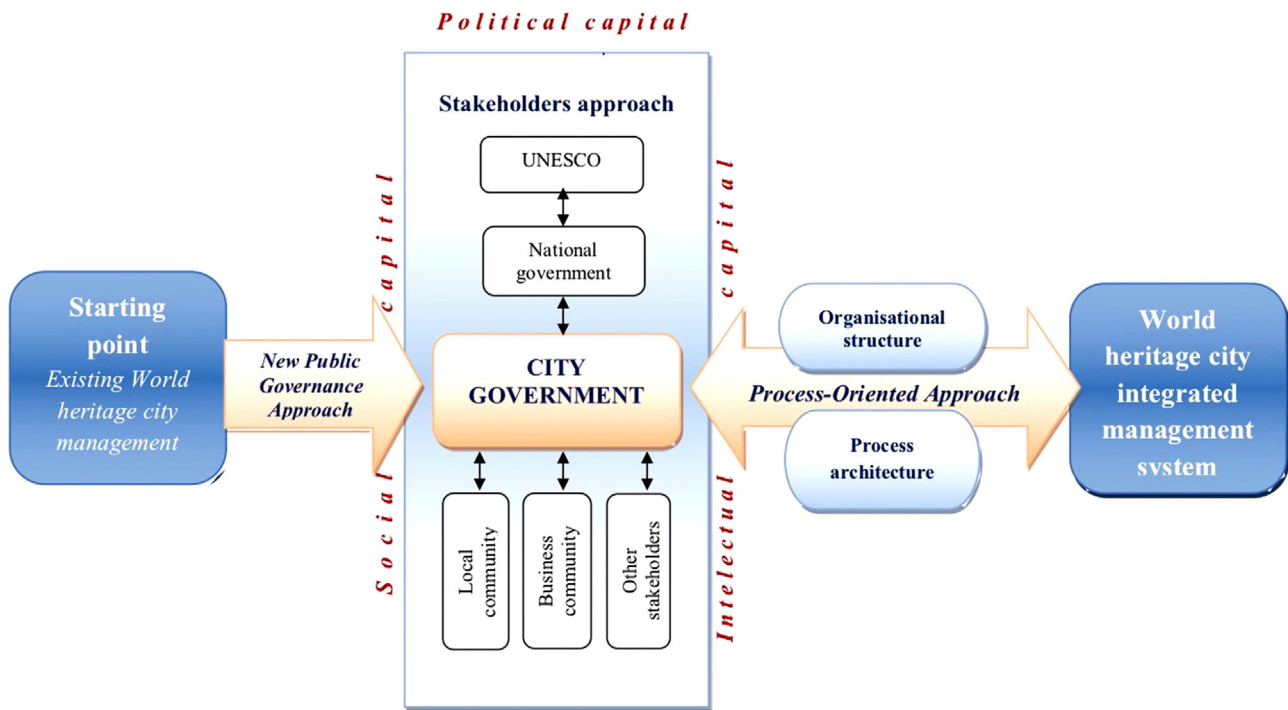 Political capital
Stakeholders approach
UNESCO
National
government
CITY
GOVERNMENT
Local
community
Business
community
Other
stakeholders
Social capital
Intelectual capital
Starting
point
Existing World
heritage city
management
New Public
Governance
Approach
Organisational
structure
Process-Oriented Approach
Process
architecture
World
heritage city
integrated
management
system